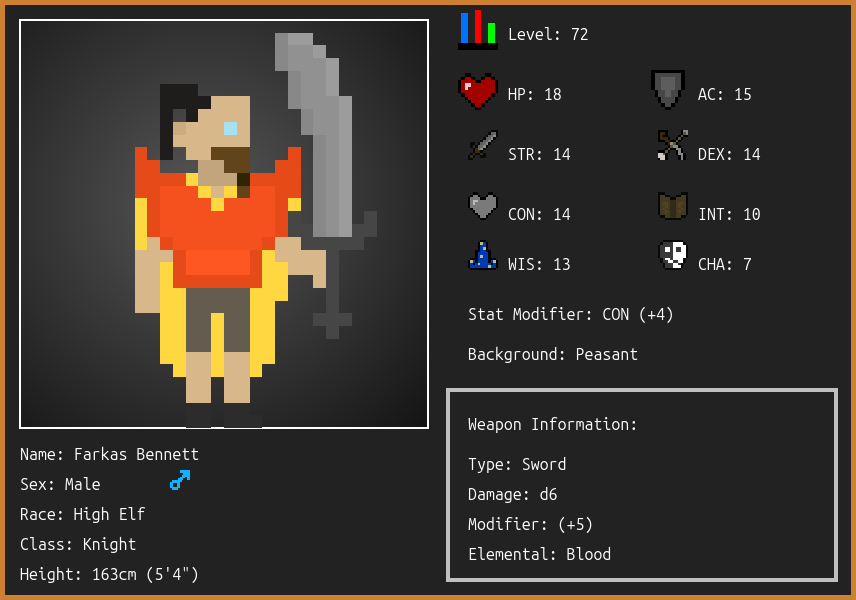 Level: 72
HP: 18
AC: 15
STR: 14
DEX: 14
CON: 14
INT: 10
WIS: 13
CHA: 7
Stat Modifier: CON (+4)
Background: Peasant
Weapon Information:
Type: Sword
Damage: d6
Modifier: (+5)
Elemental: Blood
Name: Farkas Bennett
Sex: Male
Race: High Elf
Class: Knight
Height: 163cm (5'4")